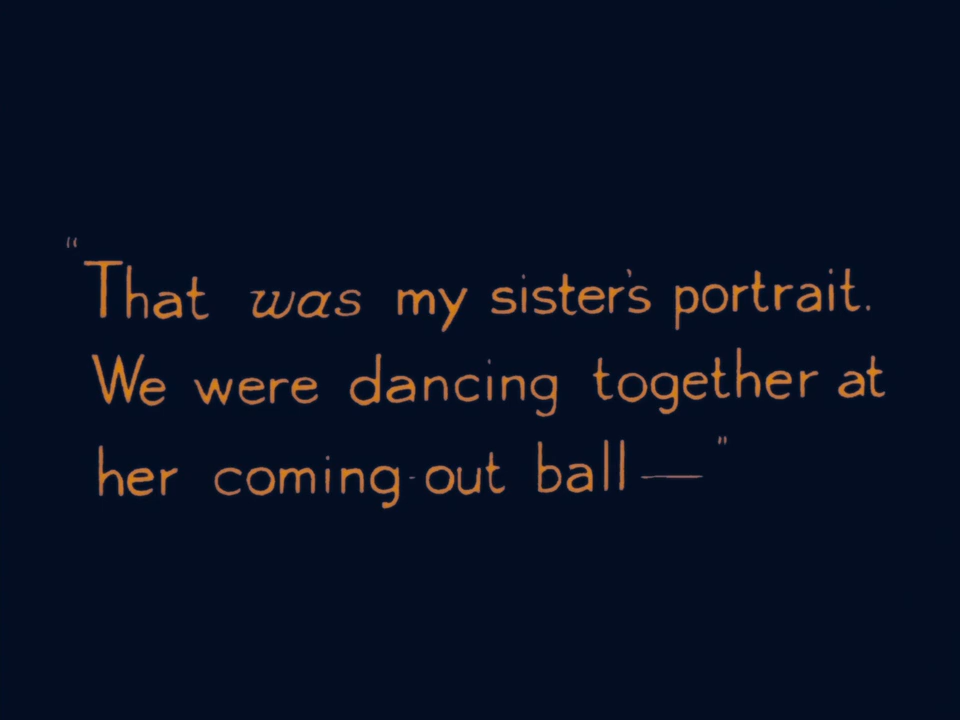 "That was my sister's portrait.
We were dancing together at
her coming-out ball—"